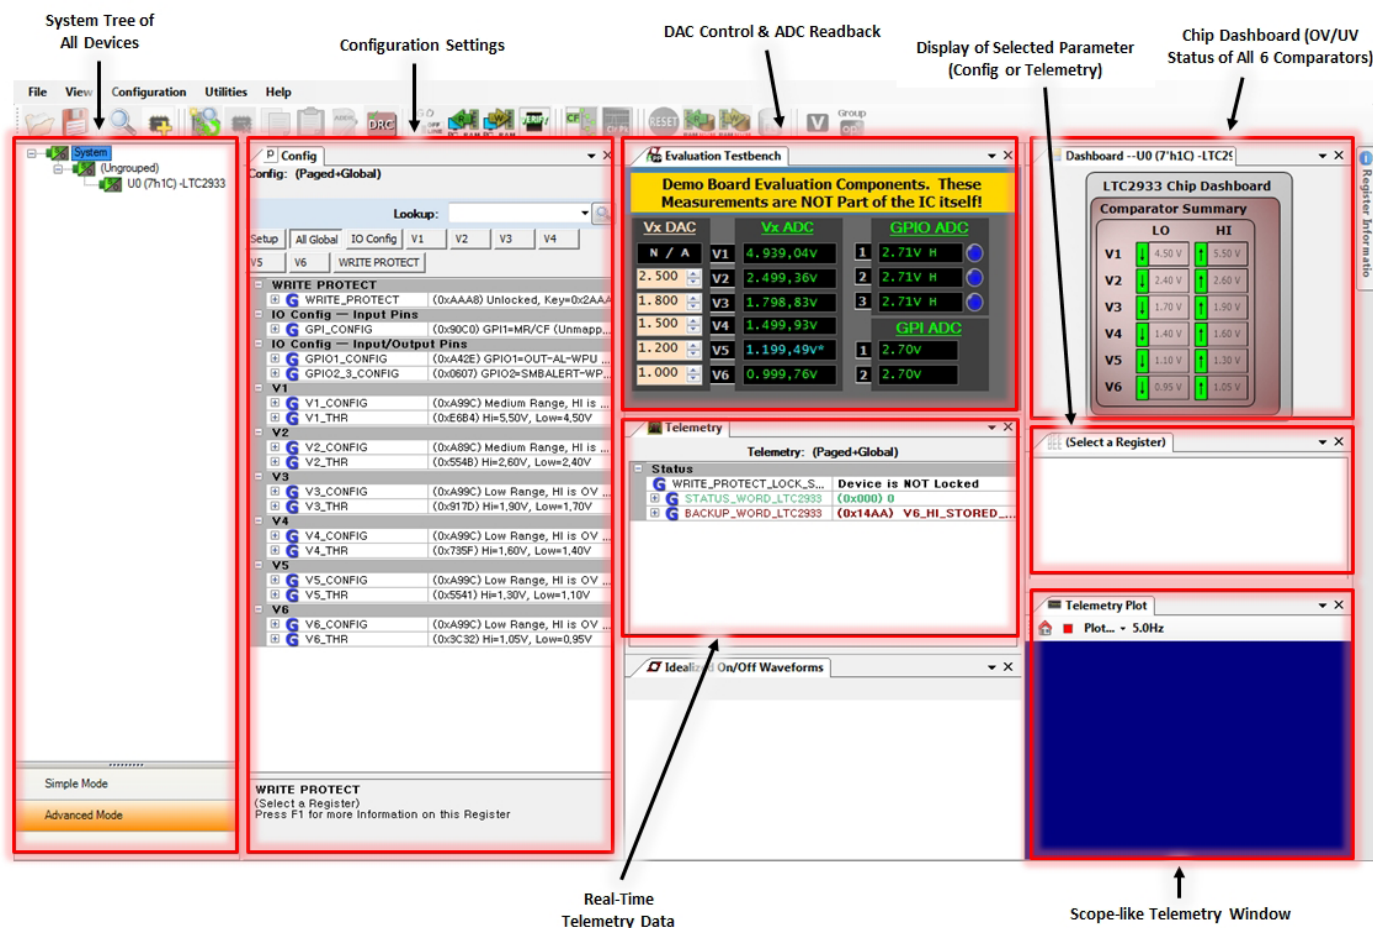 System Tree of
All Devices
Configuration Settings
DAC Control & ADC Readback
Display of Selected Parameter
(Config or Telemetry)
Chip Dashboard (OV/UV
Status of All 6 Comparators)
File View Configuration Utilities Help
DRC
VERIFY
RESET
Group
System
(Ungrouped)
U0 (7'h1C) -LTC2933
Simple Mode
Advanced Mode
Config
Config: (Paged+Global)
Lookup:
Setup All Global IO Config V1 V2 V3 V4
V5 V6 WRITE PROTECT
WRITE PROTECT
WRITE_PROTECT (0xAAA8) Unlocked, Key=0x2AAA
IO Config — Input Pins
GPI_CONFIG (0x90C0) GPI1=MR/CF (Unmapp...
IO Config — Input/Output Pins
GPIO1_CONFIG (0xA42E) GPIO1=OUT-AL-WPU ...
GPIO2_3_CONFIG (0x0607) GPIO2=SMBALERT-WP...
V1
V1_CONFIG (0xA99C) Medium Range, HI is ...
V1_THR (0xE6B4) Hi=5,50V, Low=4,50V
V2
V2_CONFIG (0xA89C) Medium Range, HI is ...
V2_THR (0x554B) Hi=2,60V, Low=2,40V
V3
V3_CONFIG (0xA99C) Low Range, HI is OV ...
V3_THR (0x917D) Hi=1,90V, Low=1,70V
V4
V4_CONFIG (0xA99C) Low Range, HI is OV ...
V4_THR (0x735F) Hi=1,60V, Low=1,40V
V5
V5_CONFIG (0xA99C) Low Range, HI is OV ...
V5_THR (0x5541) Hi=1,30V, Low=1,10V
V6
V6_CONFIG (0xA99C) Low Range, HI is OV ...
V6_THR (0x3C32) Hi=1,05V, Low=0,95V
WRITE PROTECT
(Select a Register)
Press F1 for more Information on this Register
Evaluation Testbench
Demo Board Evaluation Components. These
Measurements are NOT Part of the IC itself!
Vx DAC Vx ADC GPIO ADC
N / A V1 4.939,04V 1 2.71V H
2.500 V2 2.499,36V 2 2.71V H
1.800 V3 1.798,83V 3 2.71V H
1.500 V4 1.499,93V GPI ADC
1.200 V5 1.199,49V* 1 2.70V
1.000 V6 0.999,76V 2 2.70V
Telemetry
Telemetry: (Paged+Global)
Status
WRITE_PROTECT_LOCK_S... Device is NOT Locked
STATUS_WORD_LTC2933 (0x000) 0
BACKUP_WORD_LTC2933 (0x14AA) V6_HI_STORED_...
Idealized On/Off Waveforms
Dashboard --U0 (7'h1C) -LTC29
LTC2933 Chip Dashboard
Comparator Summary
LO HI
V1 4.50 V 5.50 V
V2 2.40 V 2.60 V
V3 1.70 V 1.90 V
V4 1.40 V 1.60 V
V5 1.10 V 1.30 V
V6 0.95 V 1.05 V
Register Informatio
(Select a Register)
Telemetry Plot
Plot... 5.0Hz
Real-Time
Telemetry Data
Scope-like Telemetry Window